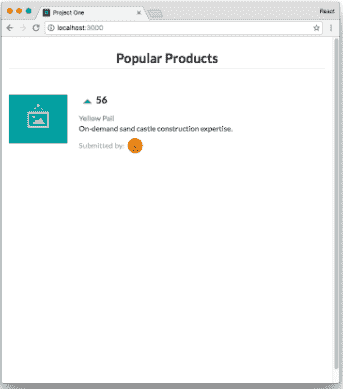 Project One
React
localhost:3000
Popular Products
56
Yellow Pail
On-demand sand castle construction expertise.
Submitted by: